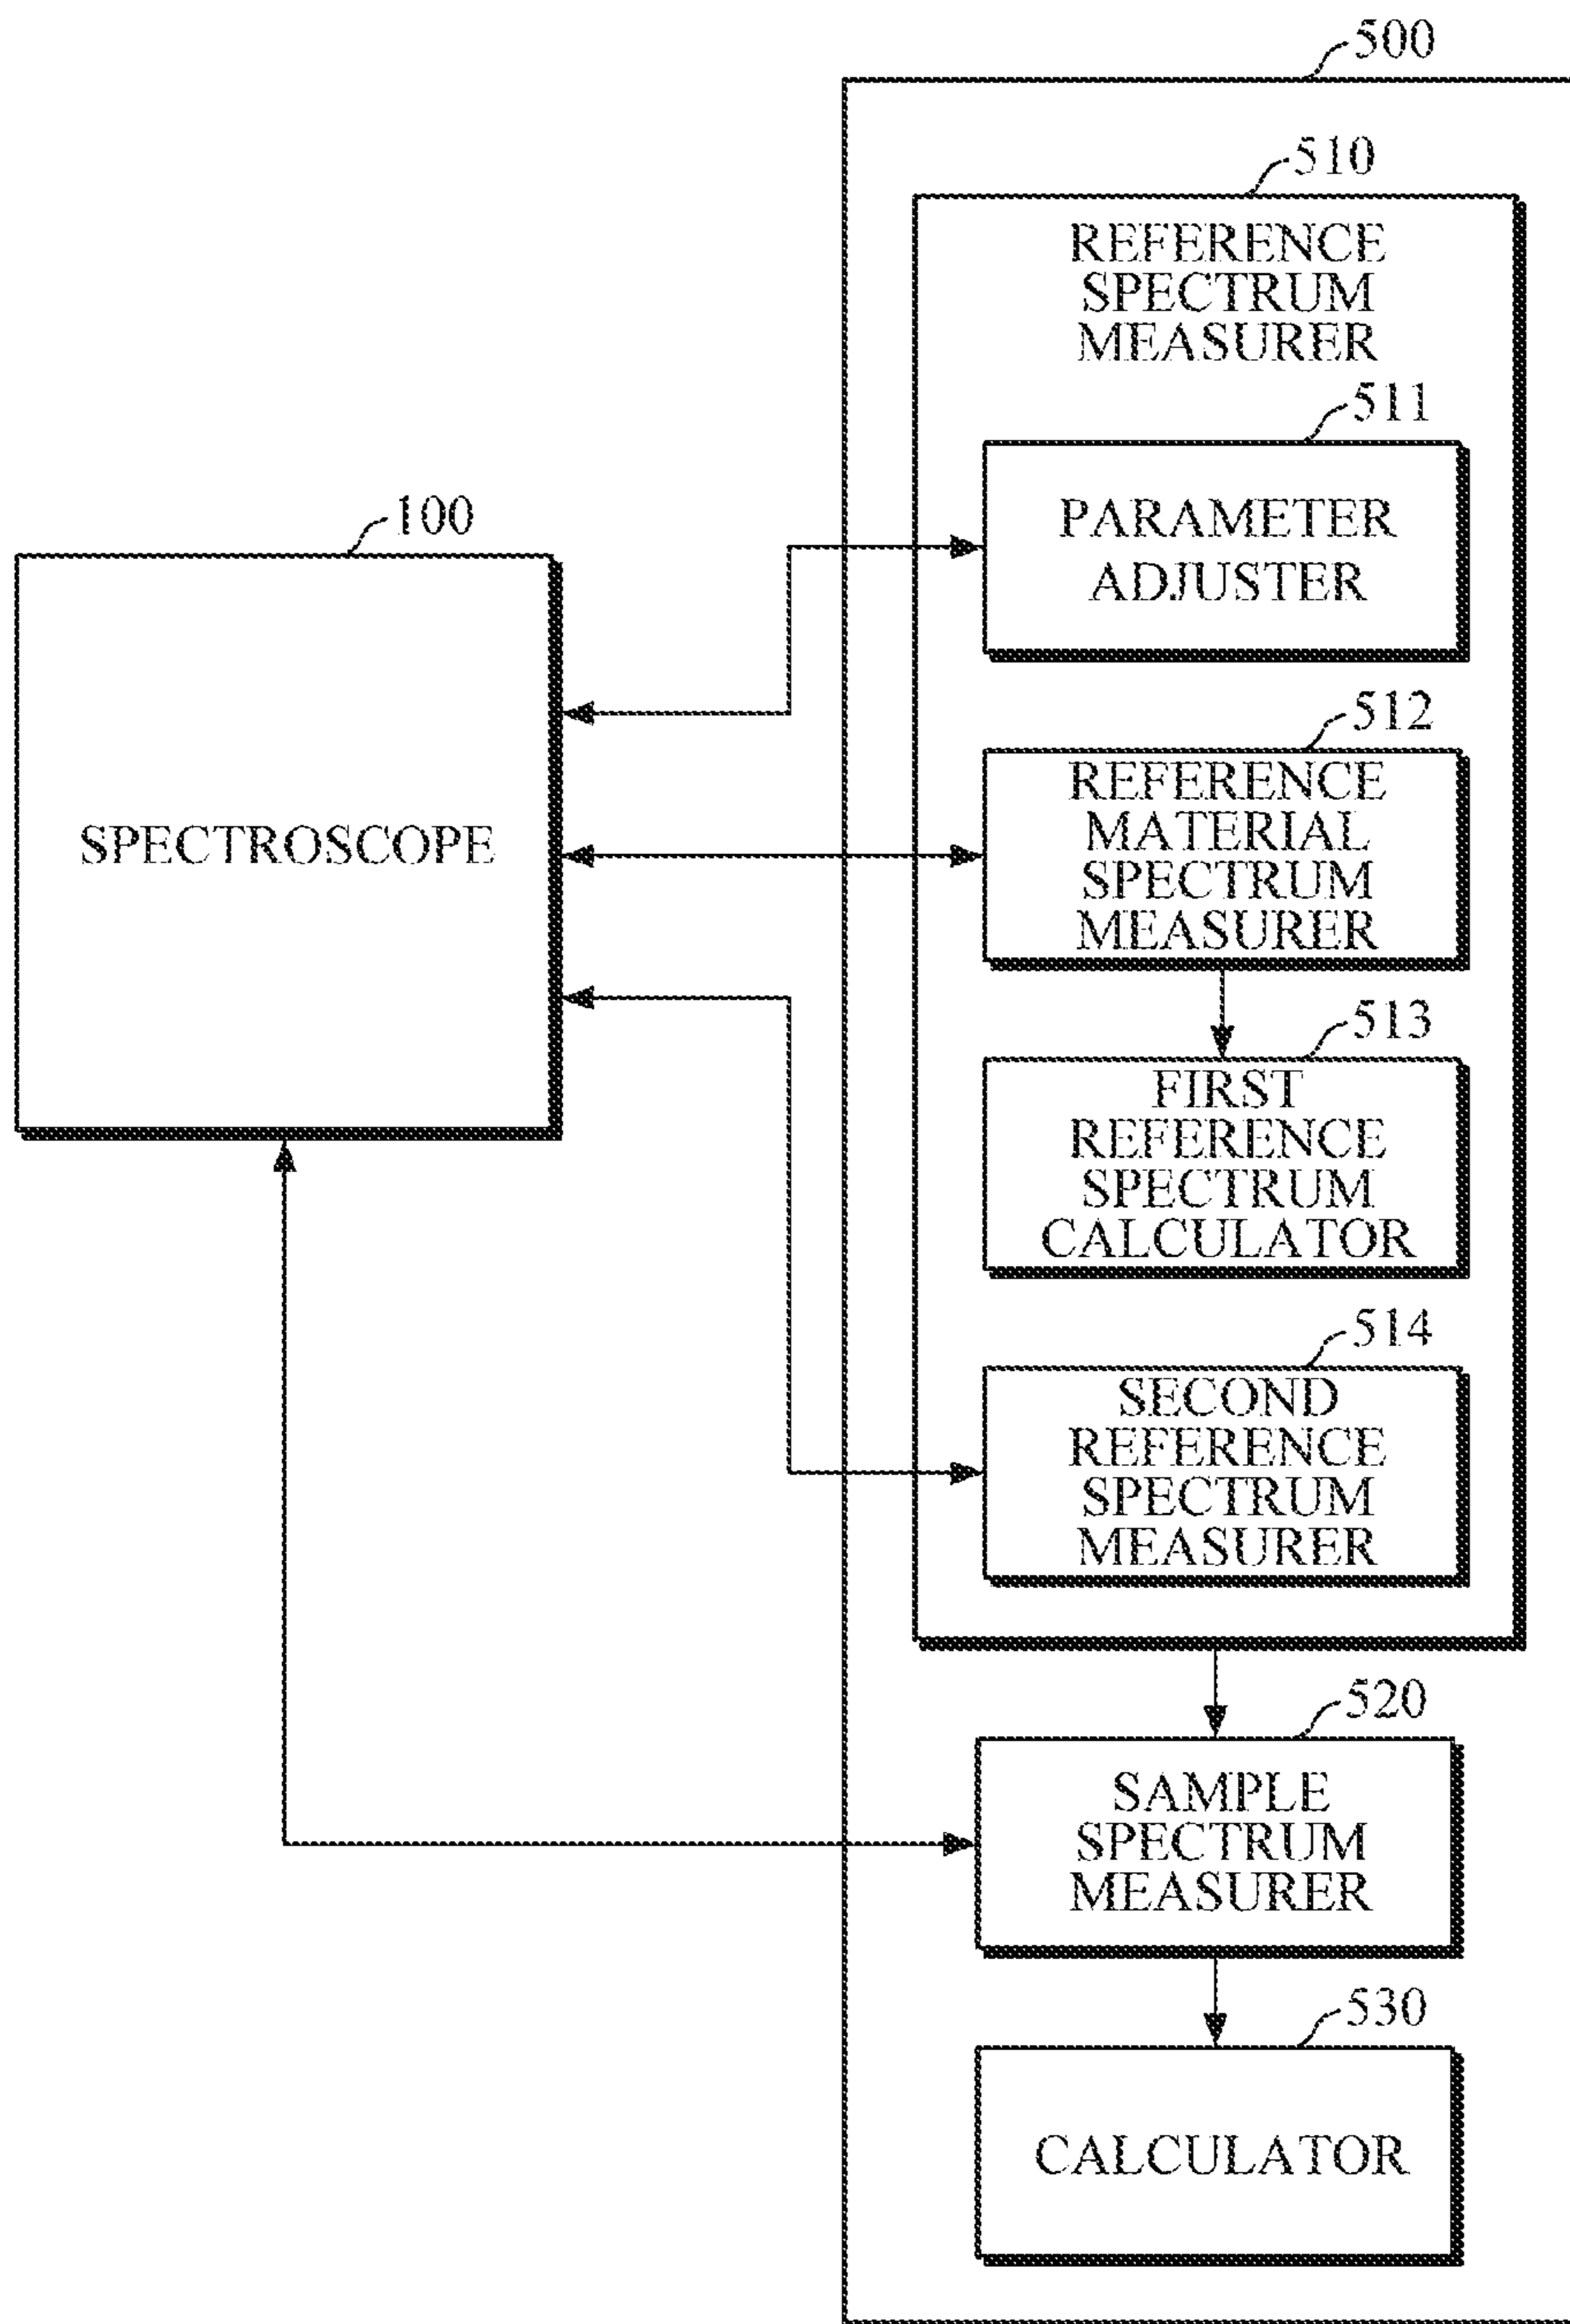 500
510
REFERENCE
SPECTRUM
MEASURER
511
PARAMETER
ADJUSTER
100
SPECTROSCOPE
512
REFERENCE
MATERIAL
SPECTRUM
MEASURER
513
FIRST
REFERENCE
SPECTRUM
CALCULATOR
514
SECOND
REFERENCE
SPECTRUM
MEASURER
520
SAMPLE
SPECTRUM
MEASURER
530
CALCULATOR